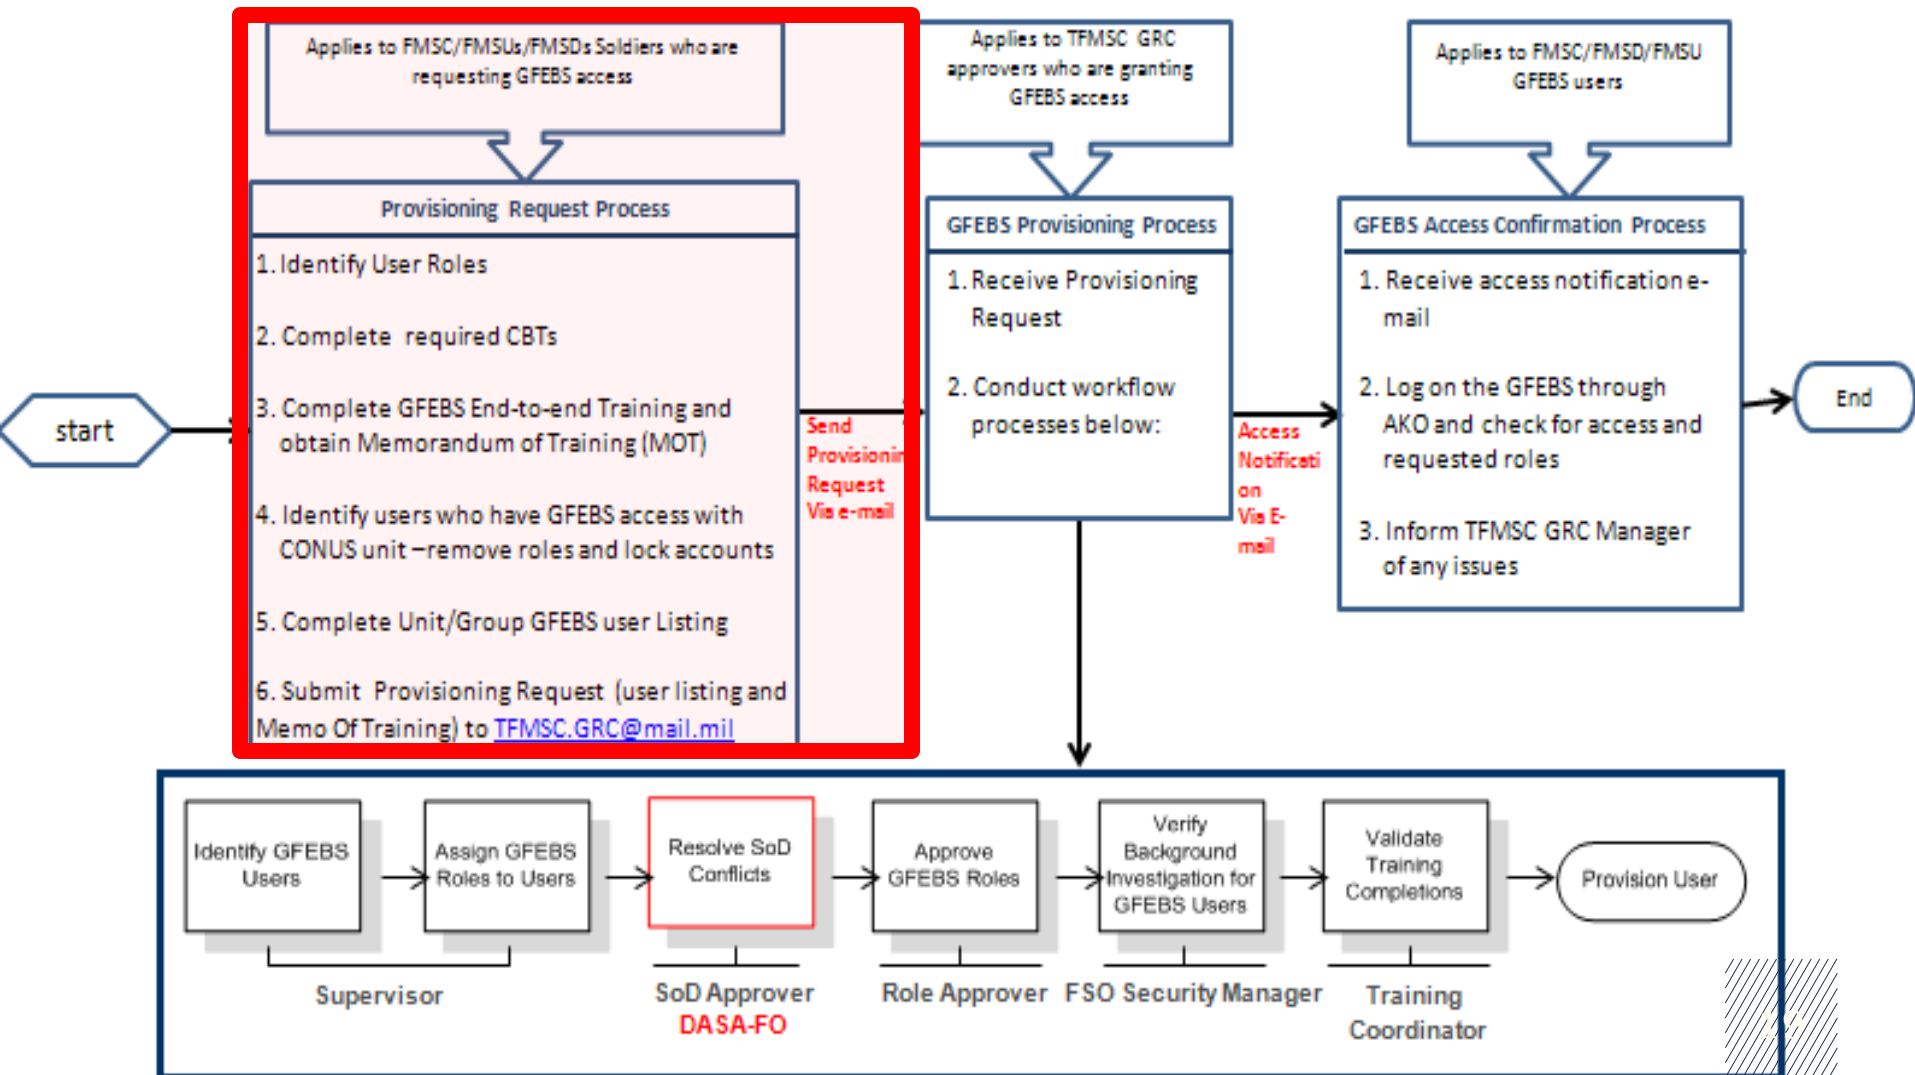 Applies to FMSC/FMSUs/FMSDs Soldiers who are
requesting GFEBS access
Applies to TFMSC GRC
approvers who are granting
GFEBS access
Applies to FMSC/FMSD/FMSU
GFEBS users
start
Provisioning Request Process
1. Identify User Roles
2. Complete required CBTs
3. Complete GFEBS End-to-end Training and
obtain Memorandum of Training (MOT)
4. Identify users who have GFEBS access with
CONUS unit –remove roles and lock accounts
5. Complete Unit/Group GFEBS user Listing
6. Submit Provisioning Request (user listing and
Memo Of Training) to TFMSC.GRC@mail.mil
Send
Provisionin
Request
Via e-mail
GFEBS Provisioning Process
1. Receive Provisioning
Request
2. Conduct workflow
processes below:
Access
Notificati
on
Via E-
mail
GFEBS Access Confirmation Process
1. Receive access notification e-
mail
2. Log on the GFEBS through
AKO and check for access and
requested roles
3. Inform TFMSC GRC Manager
of any issues
End
Identify GFEBS
Users
Assign GFEBS
Roles to Users
Resolve SoD
Conflicts
Approve
GFEBS Roles
Verify
Background
Investigation for
GFEBS Users
Validate
Training
Completions
Provision User
Supervisor
SoD Approver
DASA-FO
Role Approver
FSO Security Manager
Training
Coordinator